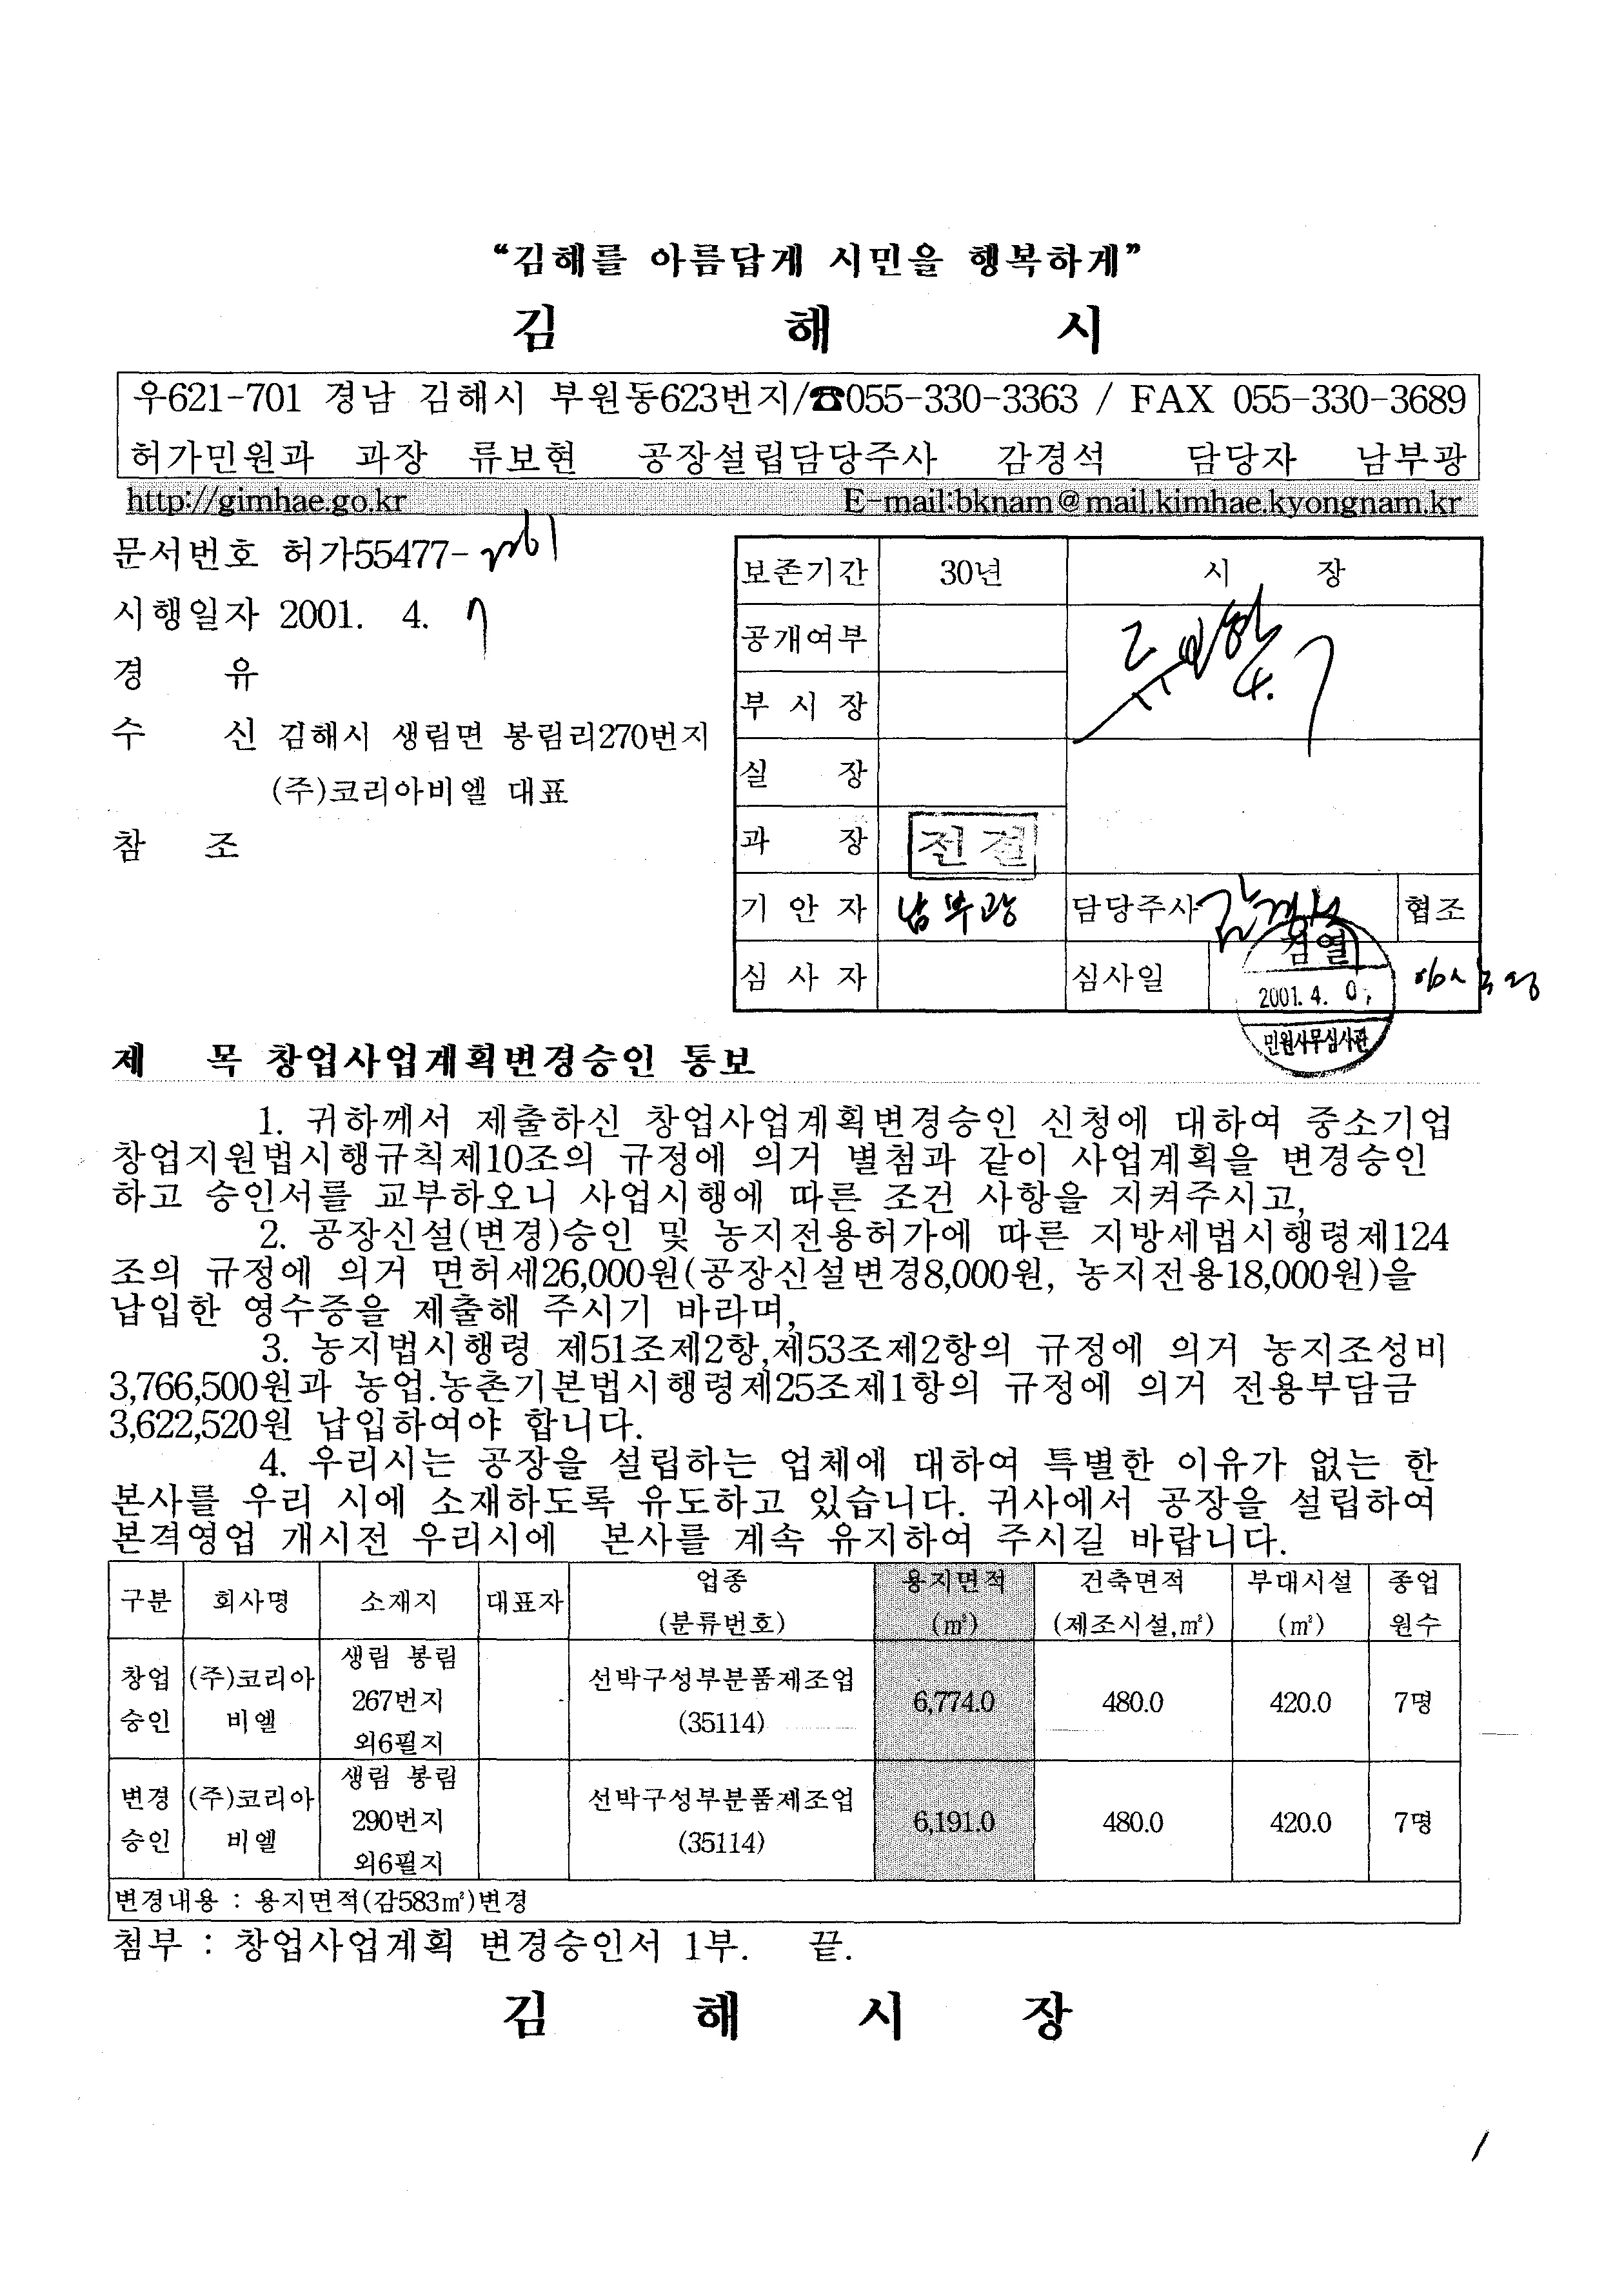 “김해를 아름답게 시민을 행복하게”
김 해 시
우621-701 경남 김해시 부원동623번지/☎055-330-3363 / FAX 055-330-3689
허가민원과 과장 류보현 공장설립담당주사 감경석 담당자 남부광
http://gimhae.go.kr E-mail:bknam@mail.kimhae.kyongnam.kr
문서번호 허가55477-
시행일자 2001. 4. 7
경 유
수 신 김해시 생림면 봉림리270번지
(주)코리아비엘 대표
참 조
보존기간 30년 시 장
공개여부
4. 7
부 시 장
실 장
과 장 전결
기 안 자 남부광 담당주사 협조
심 사 자 심사일
검열
2001. 4. 0
민원사무심사관
제 목 창업사업계획변경승인 통보
1. 귀하께서 제출하신 창업사업계획변경승인 신청에 대하여 중소기업
창업지원법시행규칙제10조의 규정에 의거 별첨과 같이 사업계획을 변경승인
하고 승인서를 교부하오니 사업시행에 따른 조건 사항을 지켜주시고,
2. 공장신설(변경)승인 및 농지전용허가에 따른 지방세법시행령제124
조의 규정에 의거 면허세26,000원(공장신설변경8,000원, 농지전용18,000원)을
납입한 영수증을 제출해 주시기 바라며,
3. 농지법시행령 제51조제2항,제53조제2항의 규정에 의거 농지조성비
3,766,500원과 농업.농촌기본법시행령제25조제1항의 규정에 의거 전용부담금
3,622,520원 납입하여야 합니다.
4. 우리시는 공장을 설립하는 업체에 대하여 특별한 이유가 없는 한
본사를 우리 시에 소재하도록 유도하고 있습니다. 귀사에서 공장을 설립하여
본격영업 개시전 우리시에 본사를 계속 유지하여 주시길 바랍니다.
구분 회사명 소재지 대표자 업종 (분류번호) 용지면적 (㎡) 건축면적 (제조시설,㎡) 부대시설 (㎡) 종업 원수
창업 승인 (주)코리아 비엘 생림 봉림 267번지 외6필지 선박구성부분품제조업 (35114) 6,774.0 480.0 420.0 7명
변경 승인 (주)코리아 비엘 생림 봉림 290번지 외6필지 선박구성부분품제조업 (35114) 6,191.0 480.0 420.0 7명
변경내용 : 용지면적(감583㎡)변경
첨부 : 창업사업계획 변경승인서 1부. 끝.
김 해 시 장